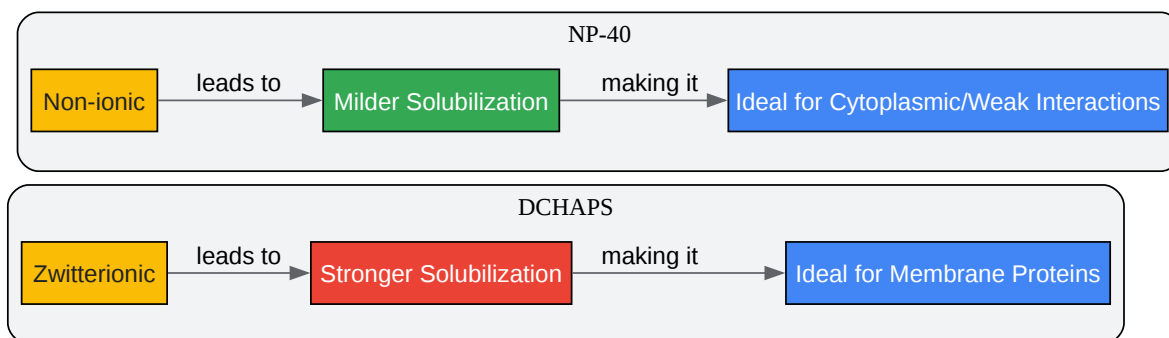 NP-40
Non-ionic
leads to
Milder Solubilization
making it
Ideal for Cytoplasmic/Weak Interactions
DCHAPS
Zwitterionic
leads to
Stronger Solubilization
making it
Ideal for Membrane Proteins